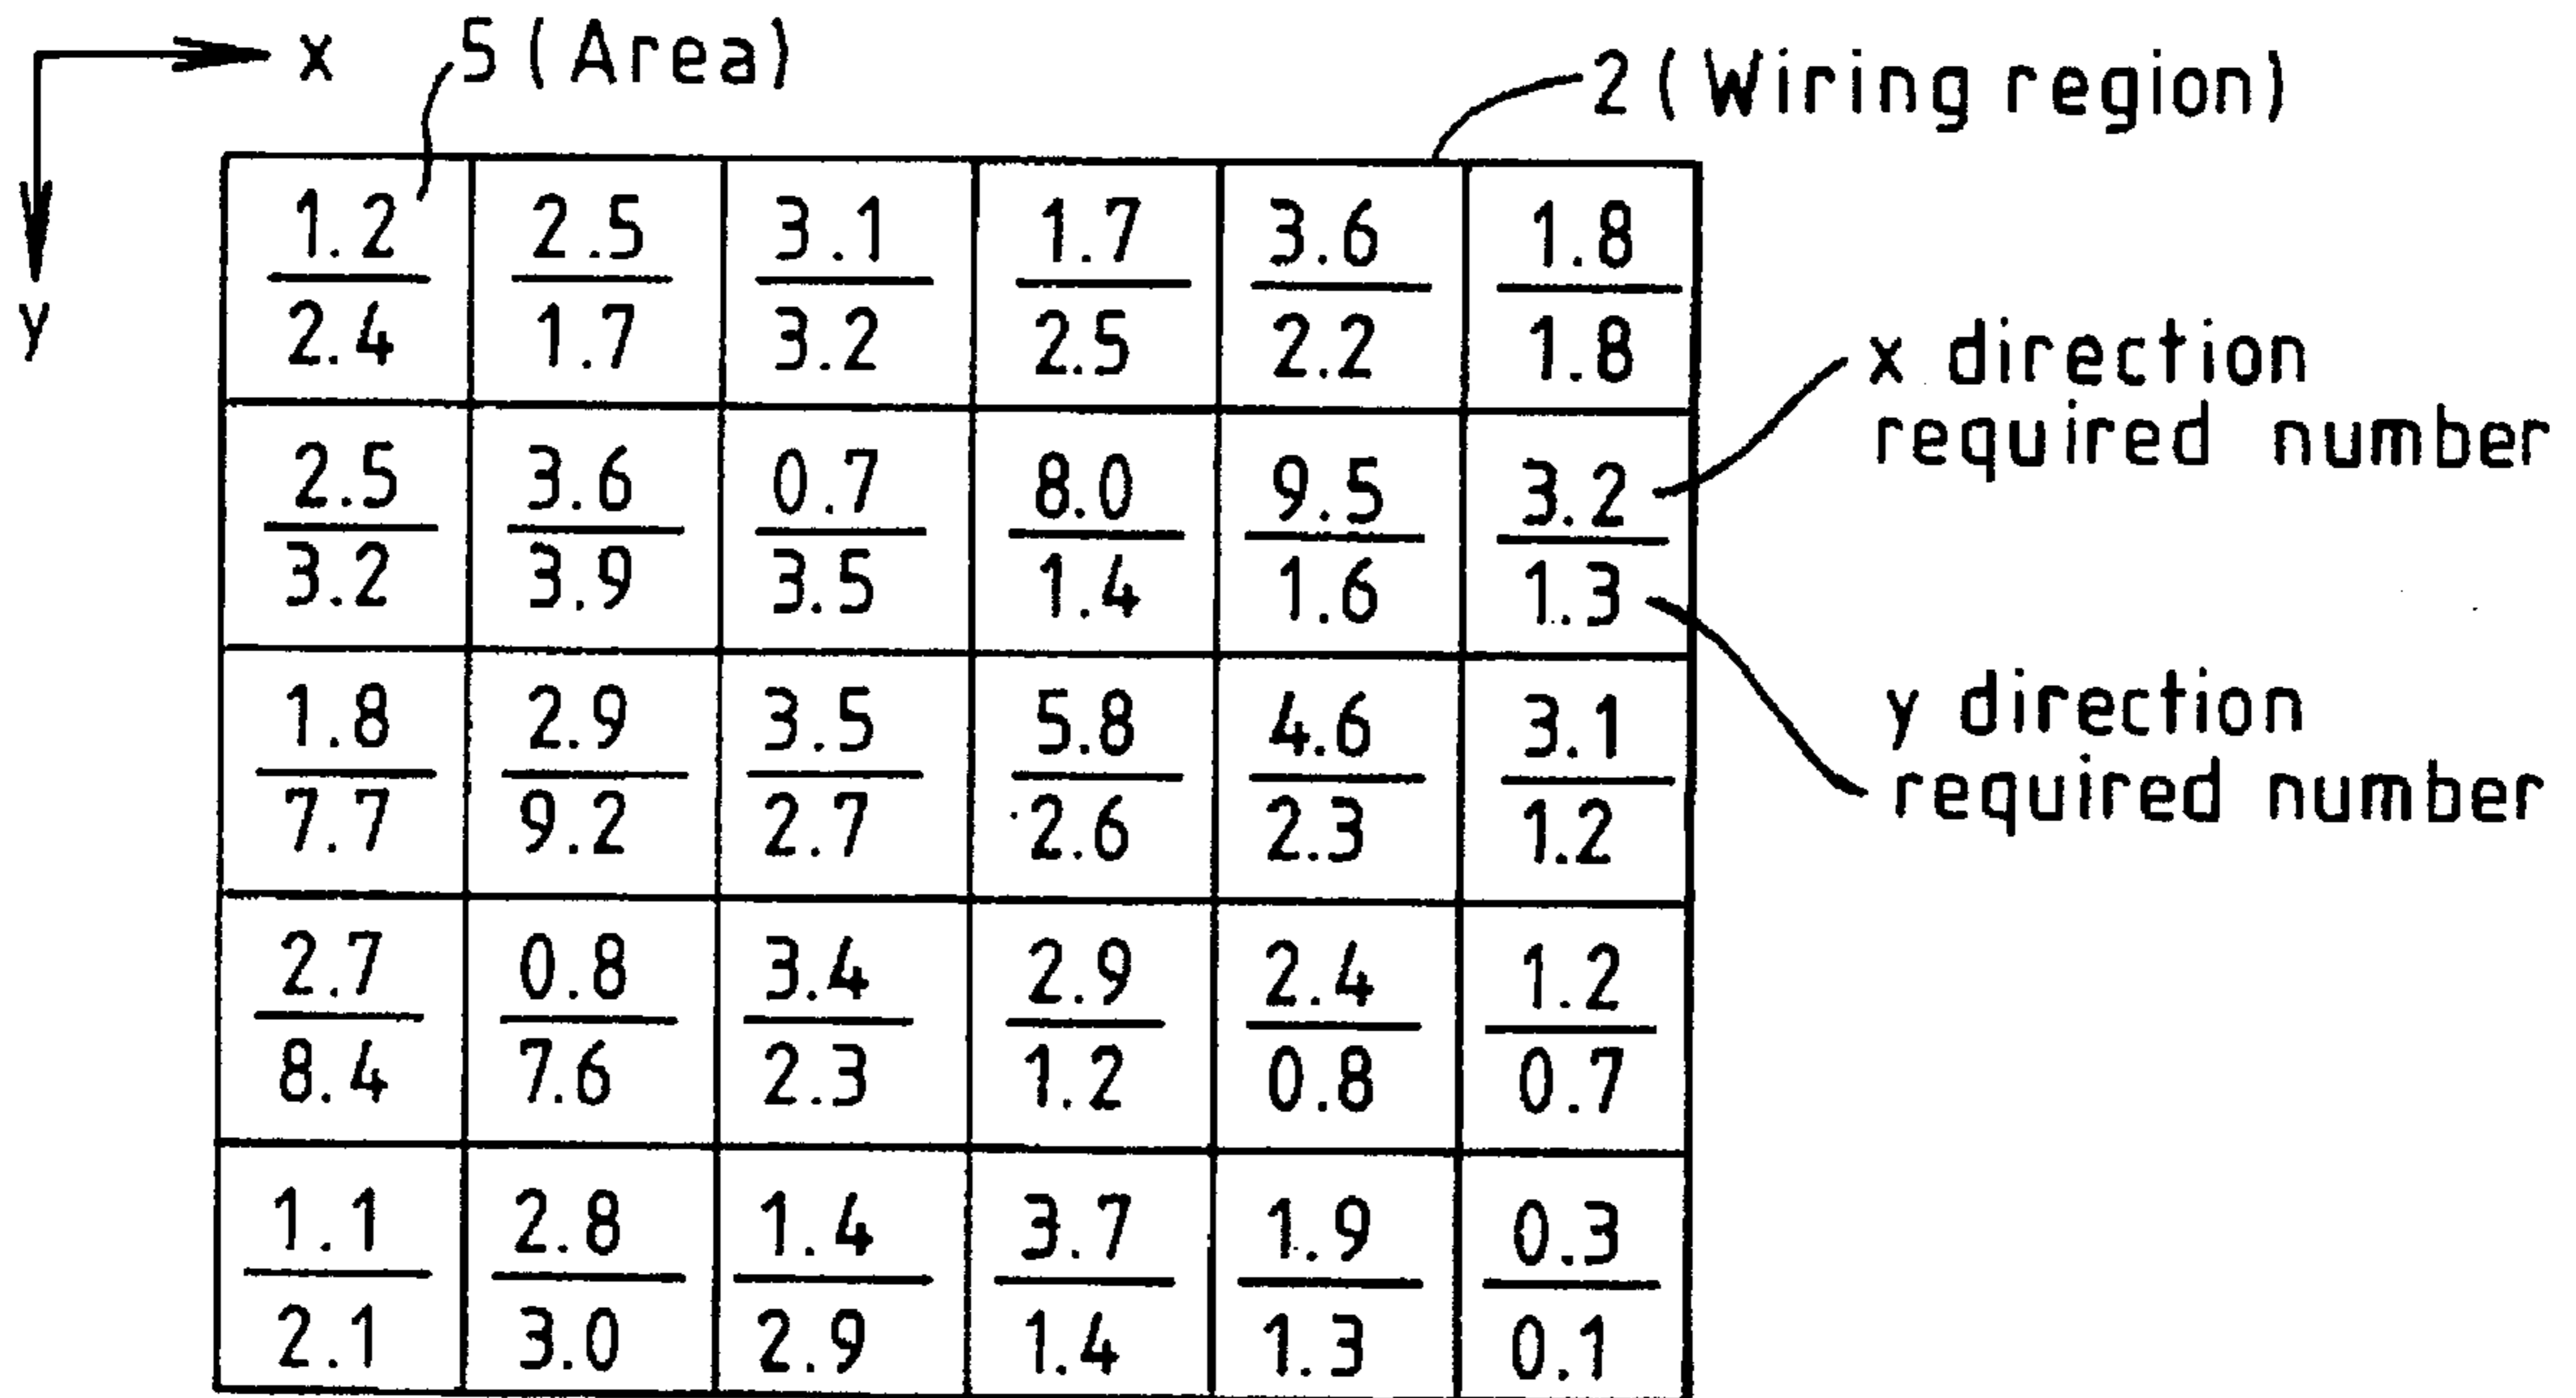 x 5 (Area)
2 (Wiring region)
y
1.2 2.5 3.1 1.7 3.6 1.8
2.4 1.7 3.2 2.5 2.2 1.8
x direction
required number
2.5 3.6 0.7 8.0 9.5 3.2
3.2 3.9 3.5 1.4 1.6 1.3
y direction
required number
1.8 2.9 3.5 5.8 4.6 3.1
7.7 9.2 2.7 2.6 2.3 1.2
2.7 0.8 3.4 2.9 2.4 1.2
8.4 7.6 2.3 1.2 0.8 0.7
1.1 2.8 1.4 3.7 1.9 0.3
2.1 3.0 2.9 1.4 1.3 0.1